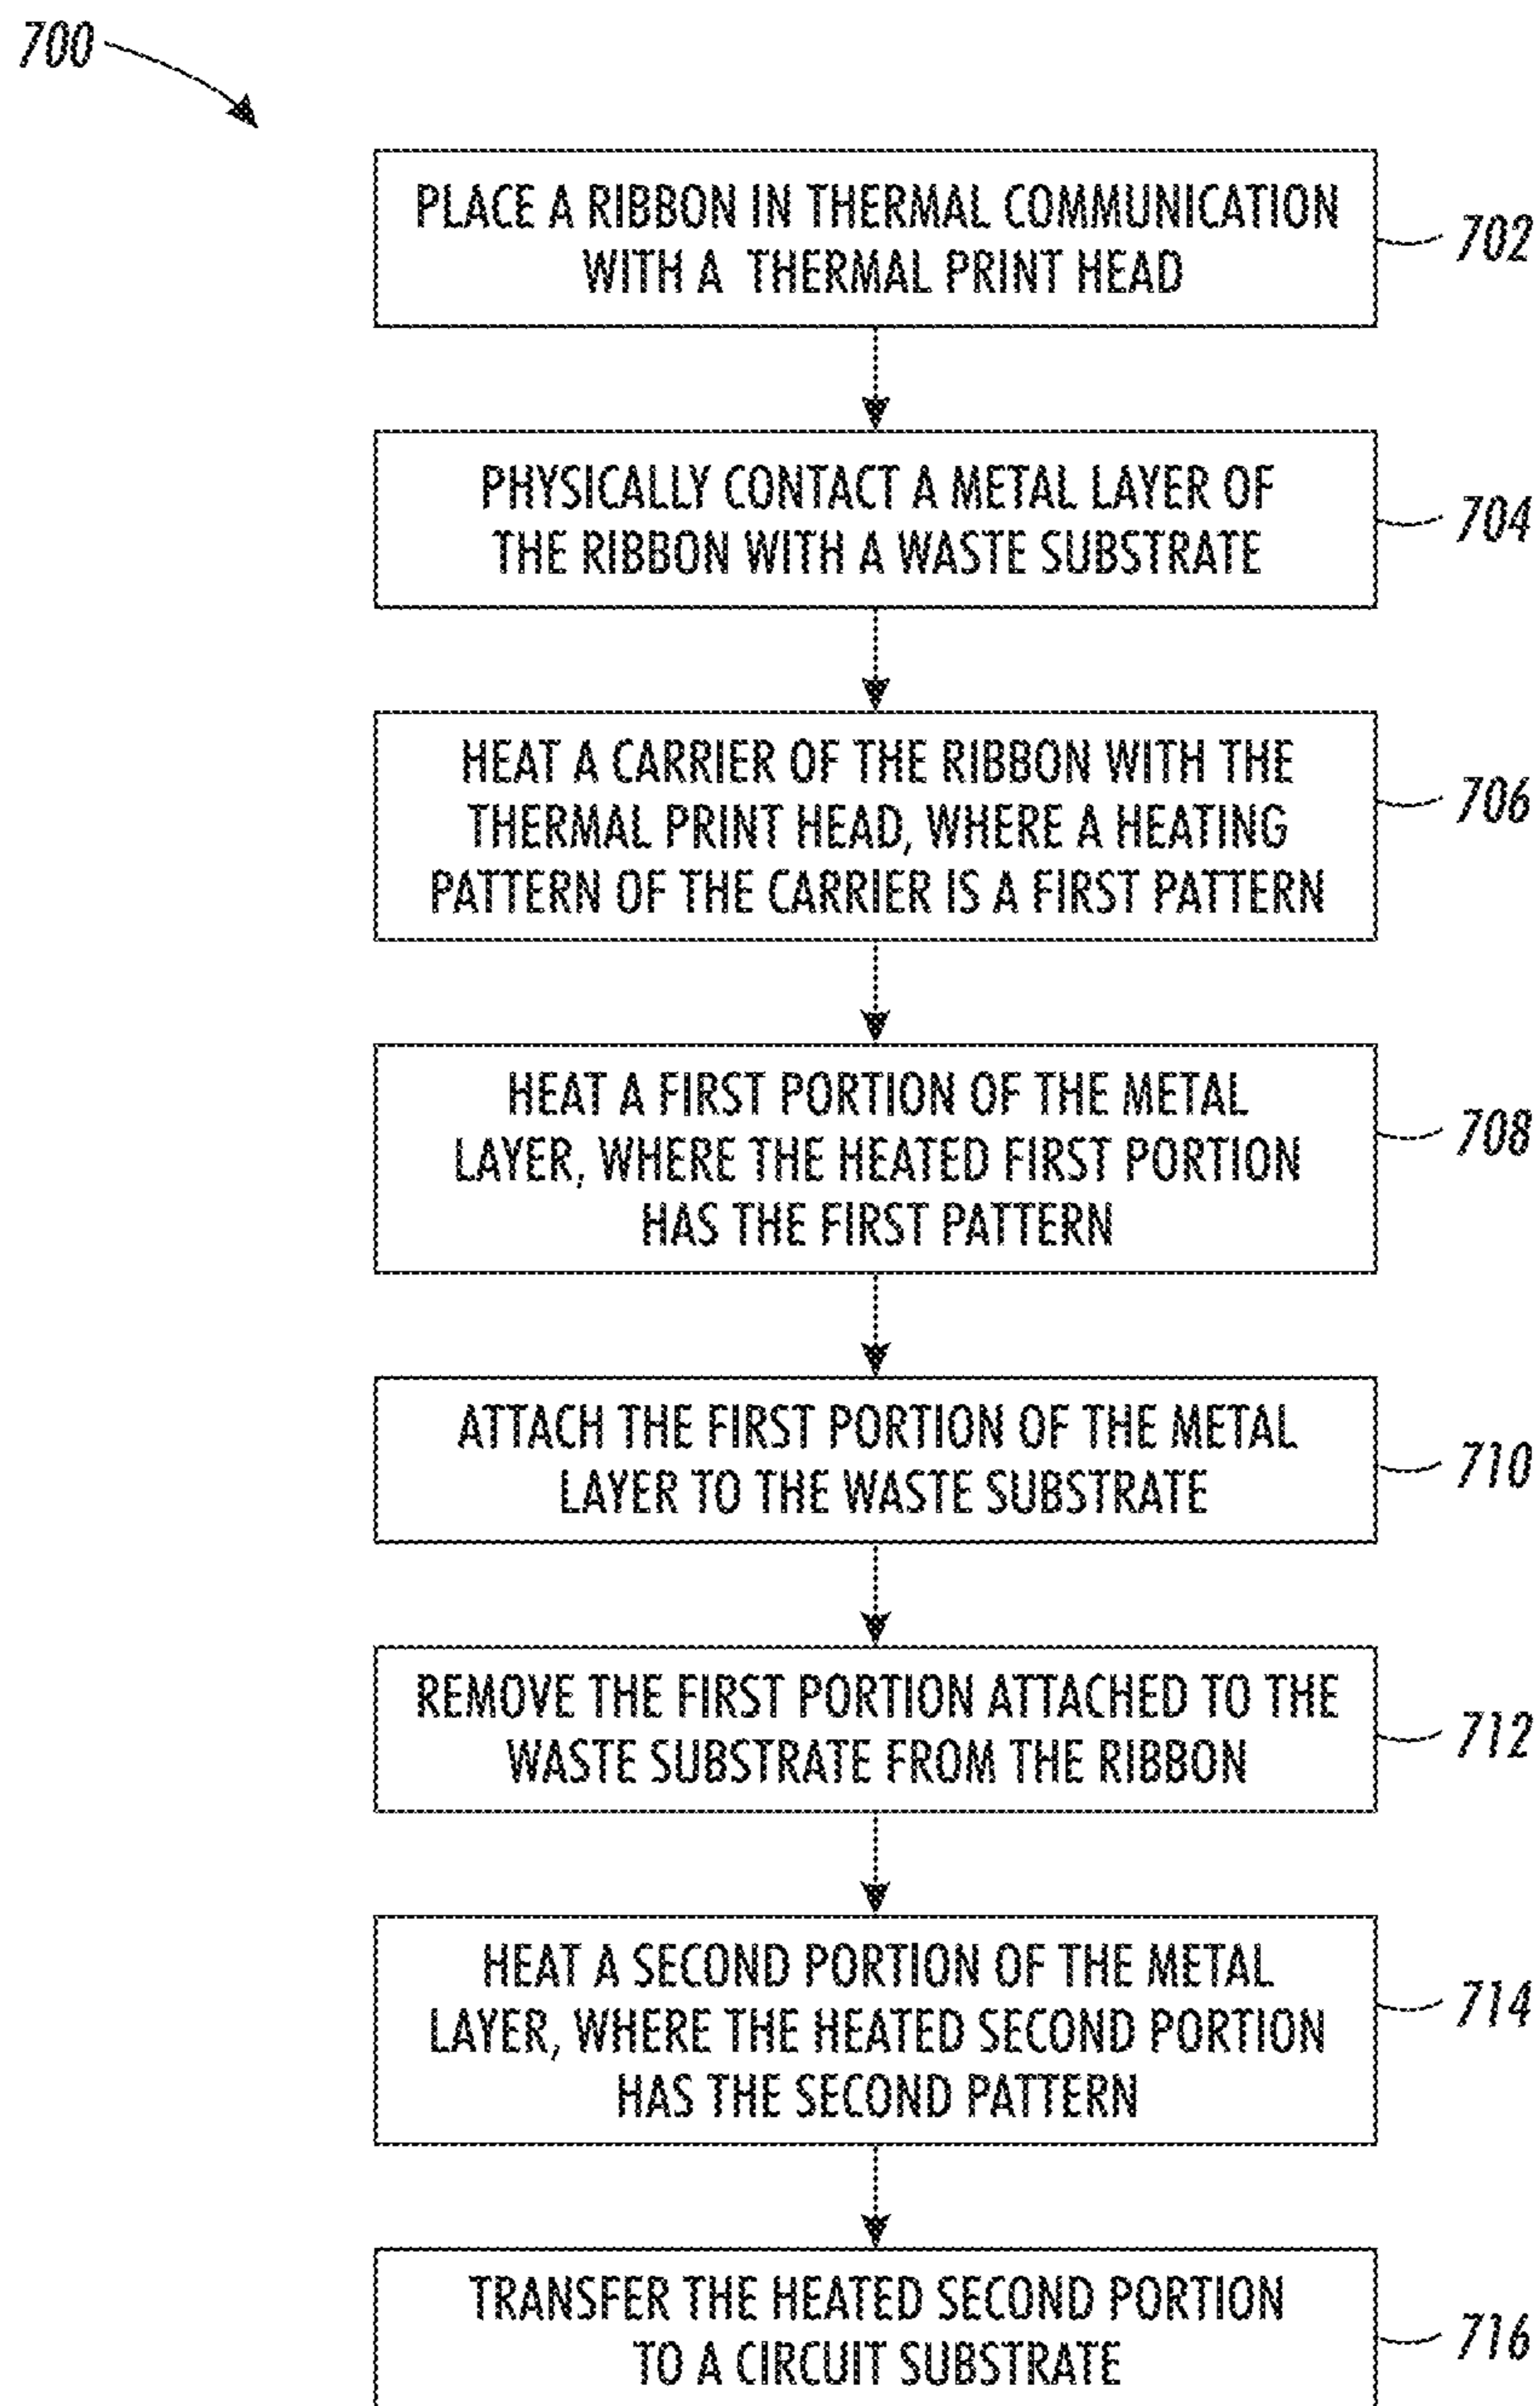 700
PLACE A RIBBON IN THERMAL COMMUNICATION
WITH A THERMAL PRINT HEAD
702
PHYSICALLY CONTACT A METAL LAYER OF
THE RIBBON WITH A WASTE SUBSTRATE
704
HEAT A CARRIER OF THE RIBBON WITH THE
THERMAL PRINT HEAD, WHERE A HEATING
PATTERN OF THE CARRIER IS A FIRST PATTERN
706
HEAT A FIRST PORTION OF THE METAL
LAYER, WHERE THE HEATED FIRST PORTION
HAS THE FIRST PATTERN
708
ATTACH THE FIRST PORTION OF THE METAL
LAYER TO THE WASTE SUBSTRATE
710
REMOVE THE FIRST PORTION ATTACHED TO THE
WASTE SUBSTRATE FROM THE RIBBON
712
HEAT A SECOND PORTION OF THE METAL
LAYER, WHERE THE HEATED SECOND PORTION
HAS THE SECOND PATTERN
714
TRANSFER THE HEATED SECOND PORTION
TO A CIRCUIT SUBSTRATE
716